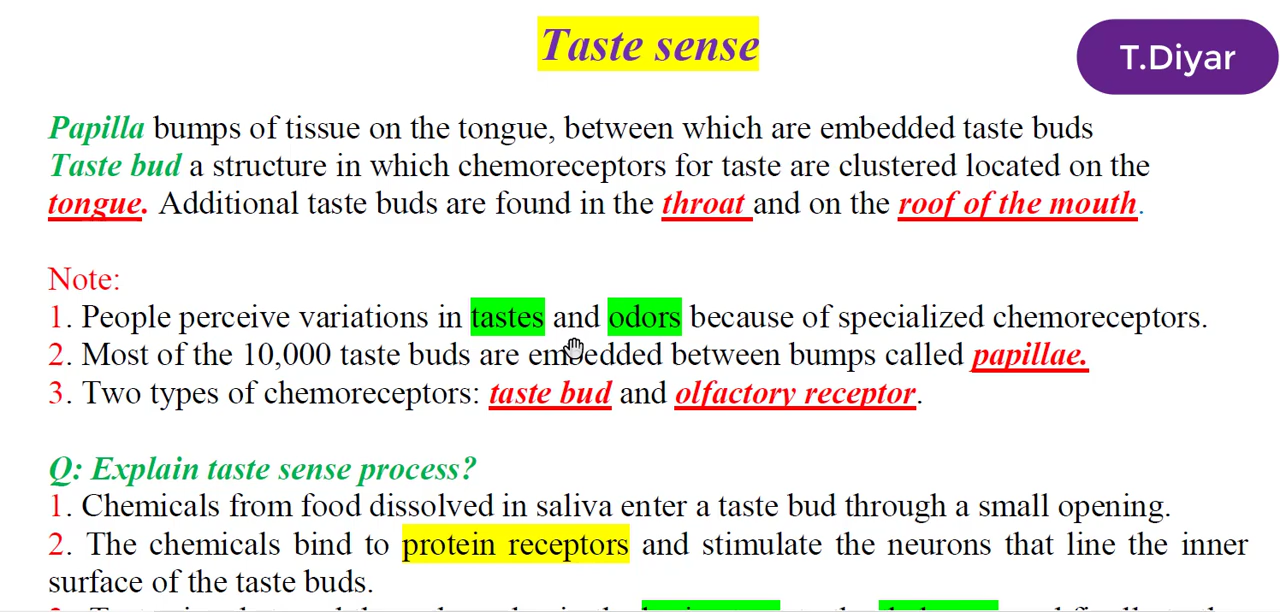 Taste sense
T.Diyar
Papilla bumps of tissue on the tongue, between which are embedded taste buds
Taste bud a structure in which chemoreceptors for taste are clustered located on the
tongue. Additional taste buds are found in the throat and on the roof of the mouth.
Note:
1. People perceive variations in tastes and odors because of specialized chemoreceptors.
2. Most of the 10,000 taste buds are embedded between bumps called papillae.
3. Two types of chemoreceptors: taste bud and olfactory receptor.
Q: Explain taste sense process?
1. Chemicals from food dissolved in saliva enter a taste bud through a small opening.
2. The chemicals bind to protein receptors and stimulate the neurons that line the inner
surface of the taste buds.